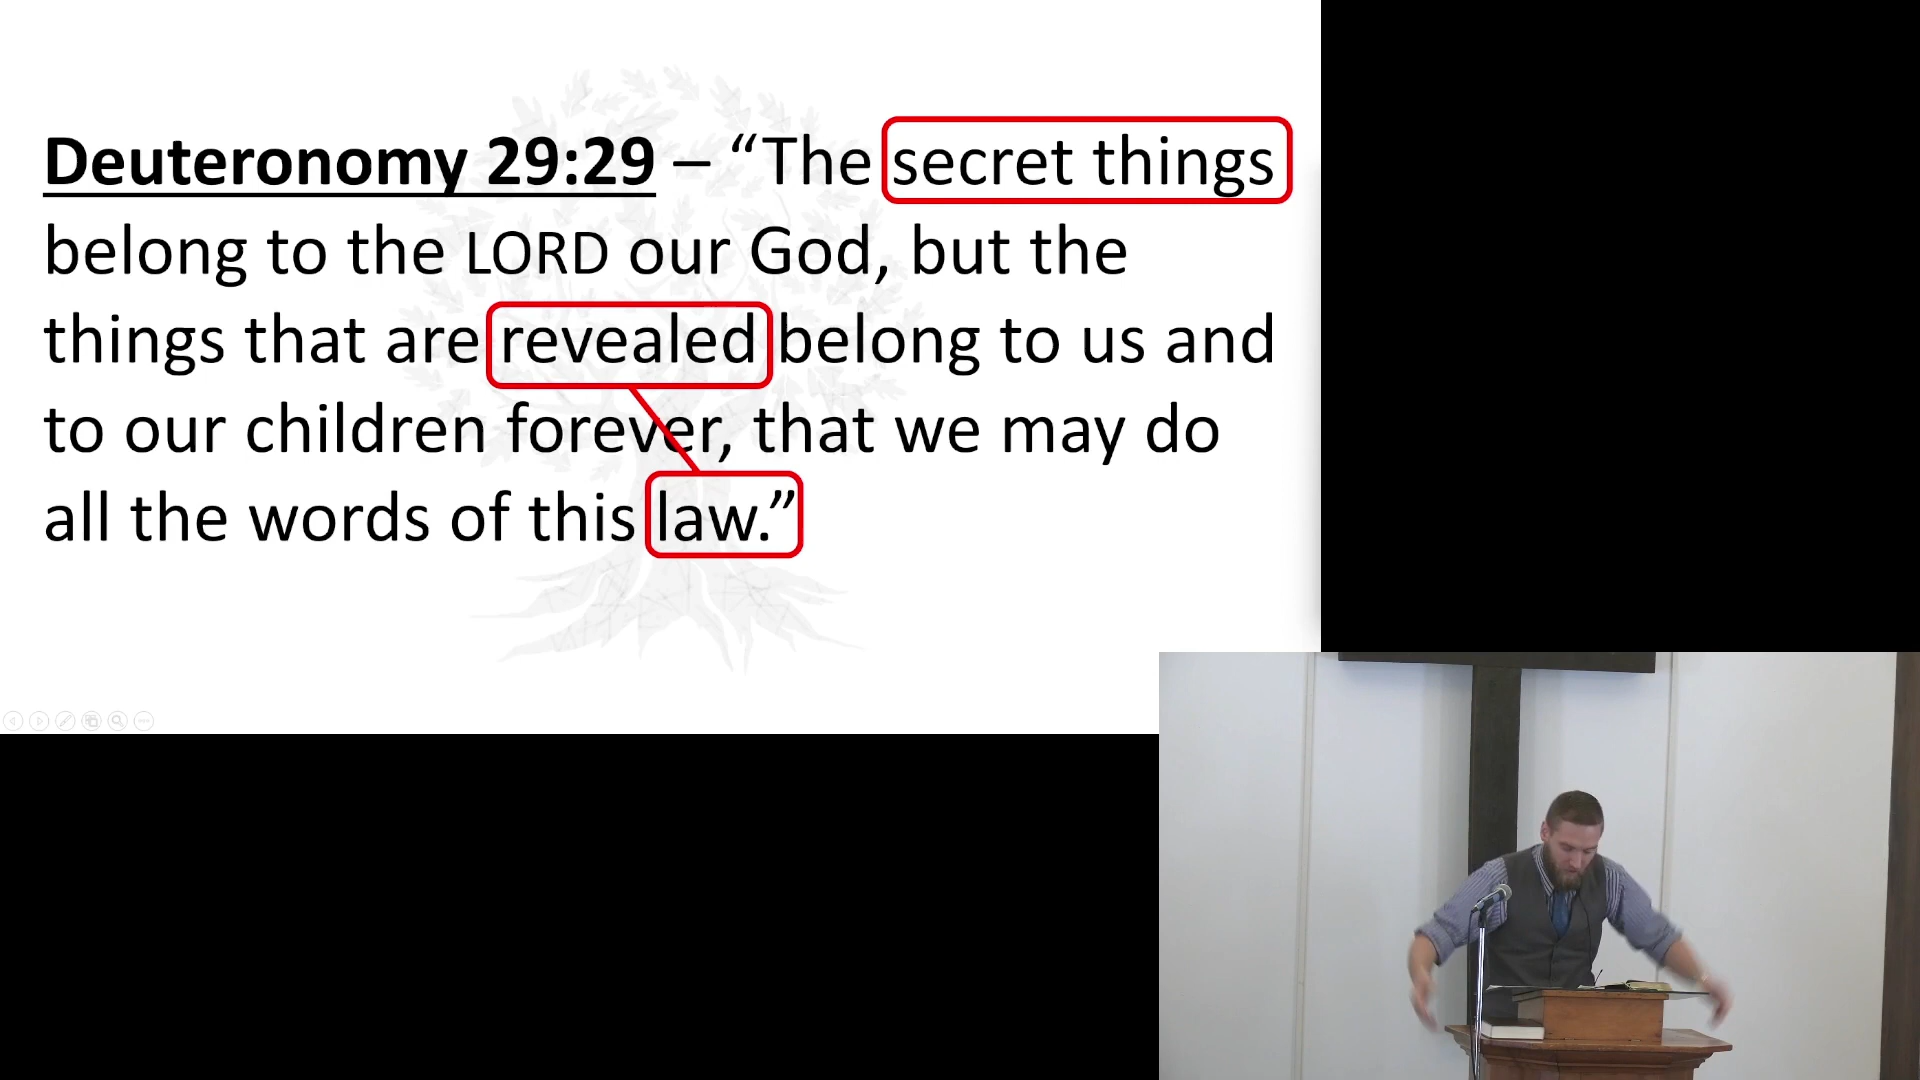 Deuteronomy 29:29 – “The secret things
belong to the LORD our God, but the
things that are revealed belong to us and
to our children forever, that we may do
all the words of this law.”